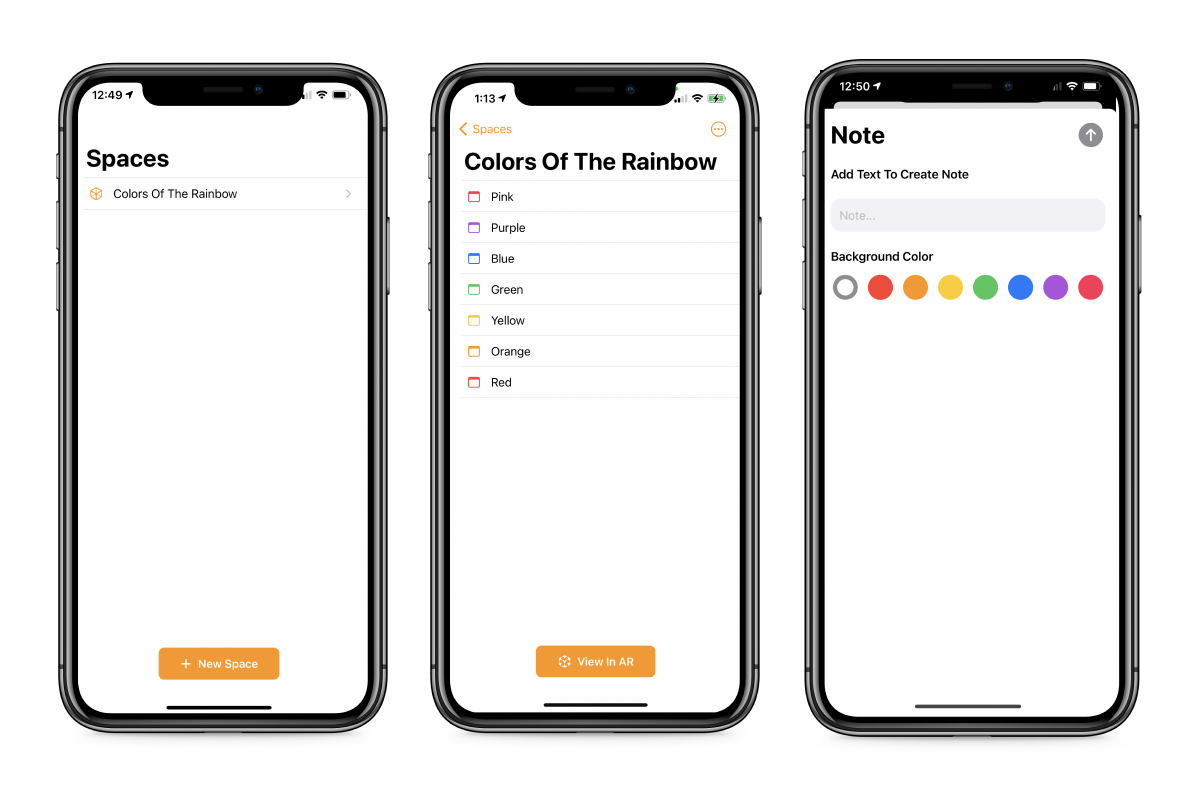 12:49
Spaces
Colors Of The Rainbow
+ New Space
1:13
Spaces
Colors Of The Rainbow
Pink
Purple
Blue
Green
Yellow
Orange
Red
View In AR
12:50
Note
Add Text To Create Note
Note...
Background Color